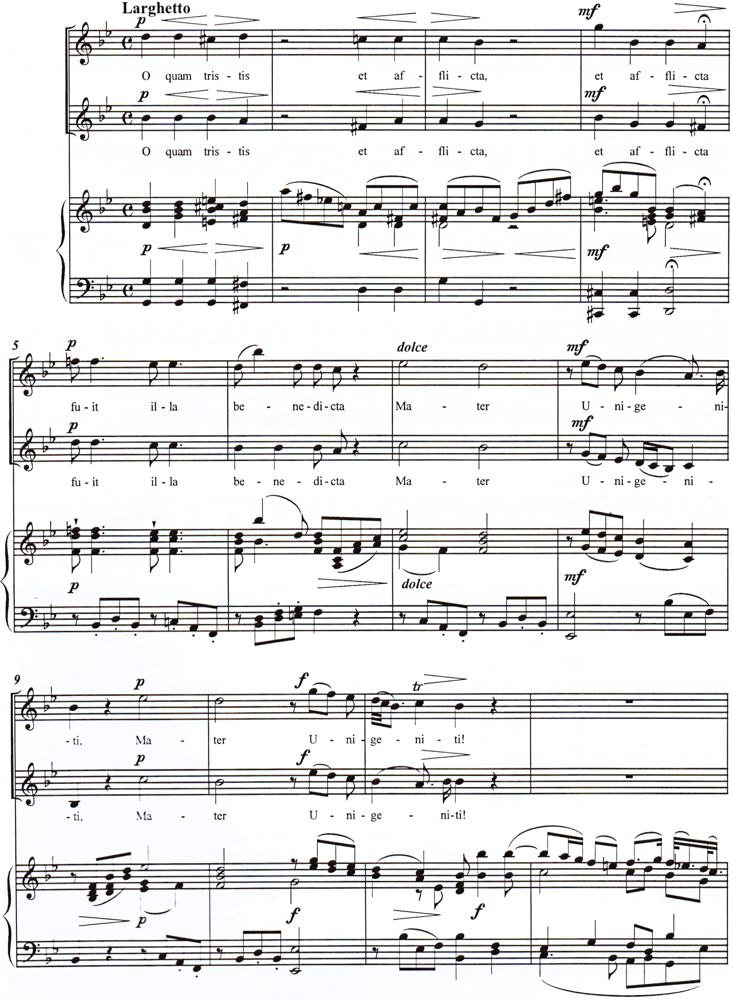 Larghetto
p
mf
O quam tris - tis et af - fli - cta, et af - fli - cta
p
mf
O quam tris - tis et af - fli - cta, et af - fli - cta
p p mf
5
p dolce mf
fu - it il - la be - ne - di - cta Ma - ter U - ni - ge - ni-
p mf
fu - it il - la be - ne - di - cta Ma - ter U - ni - ge - ni -
p dolce mf
9
p f tr
- ti, Ma - ter U - ni - ge - ni - ti!
p f
- ti, Ma - ter U - ni - ge - ni-ti!
p f f